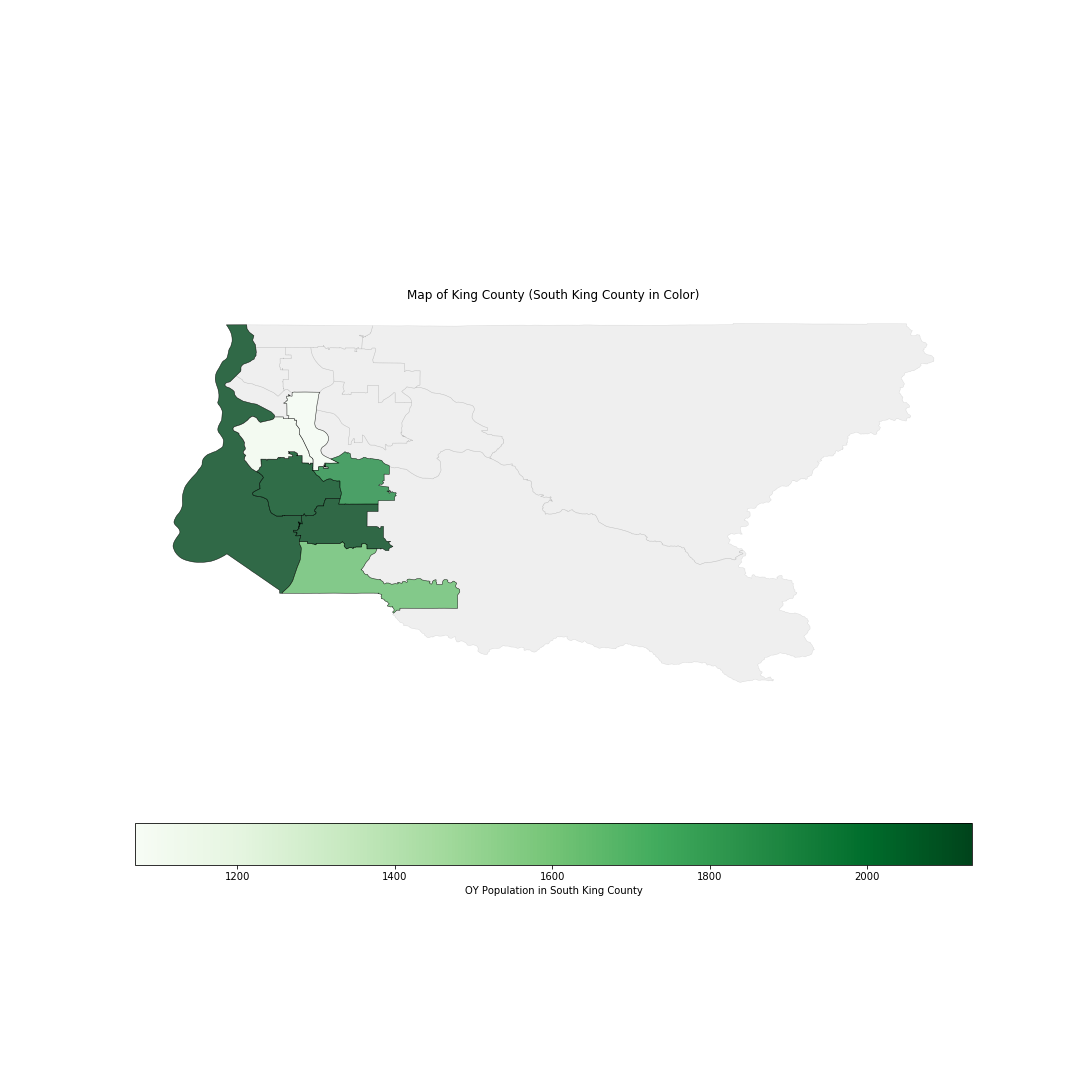 Map of King County (South King County in Color)
1200 1400 1600 1800 2000
OY Population in South King County